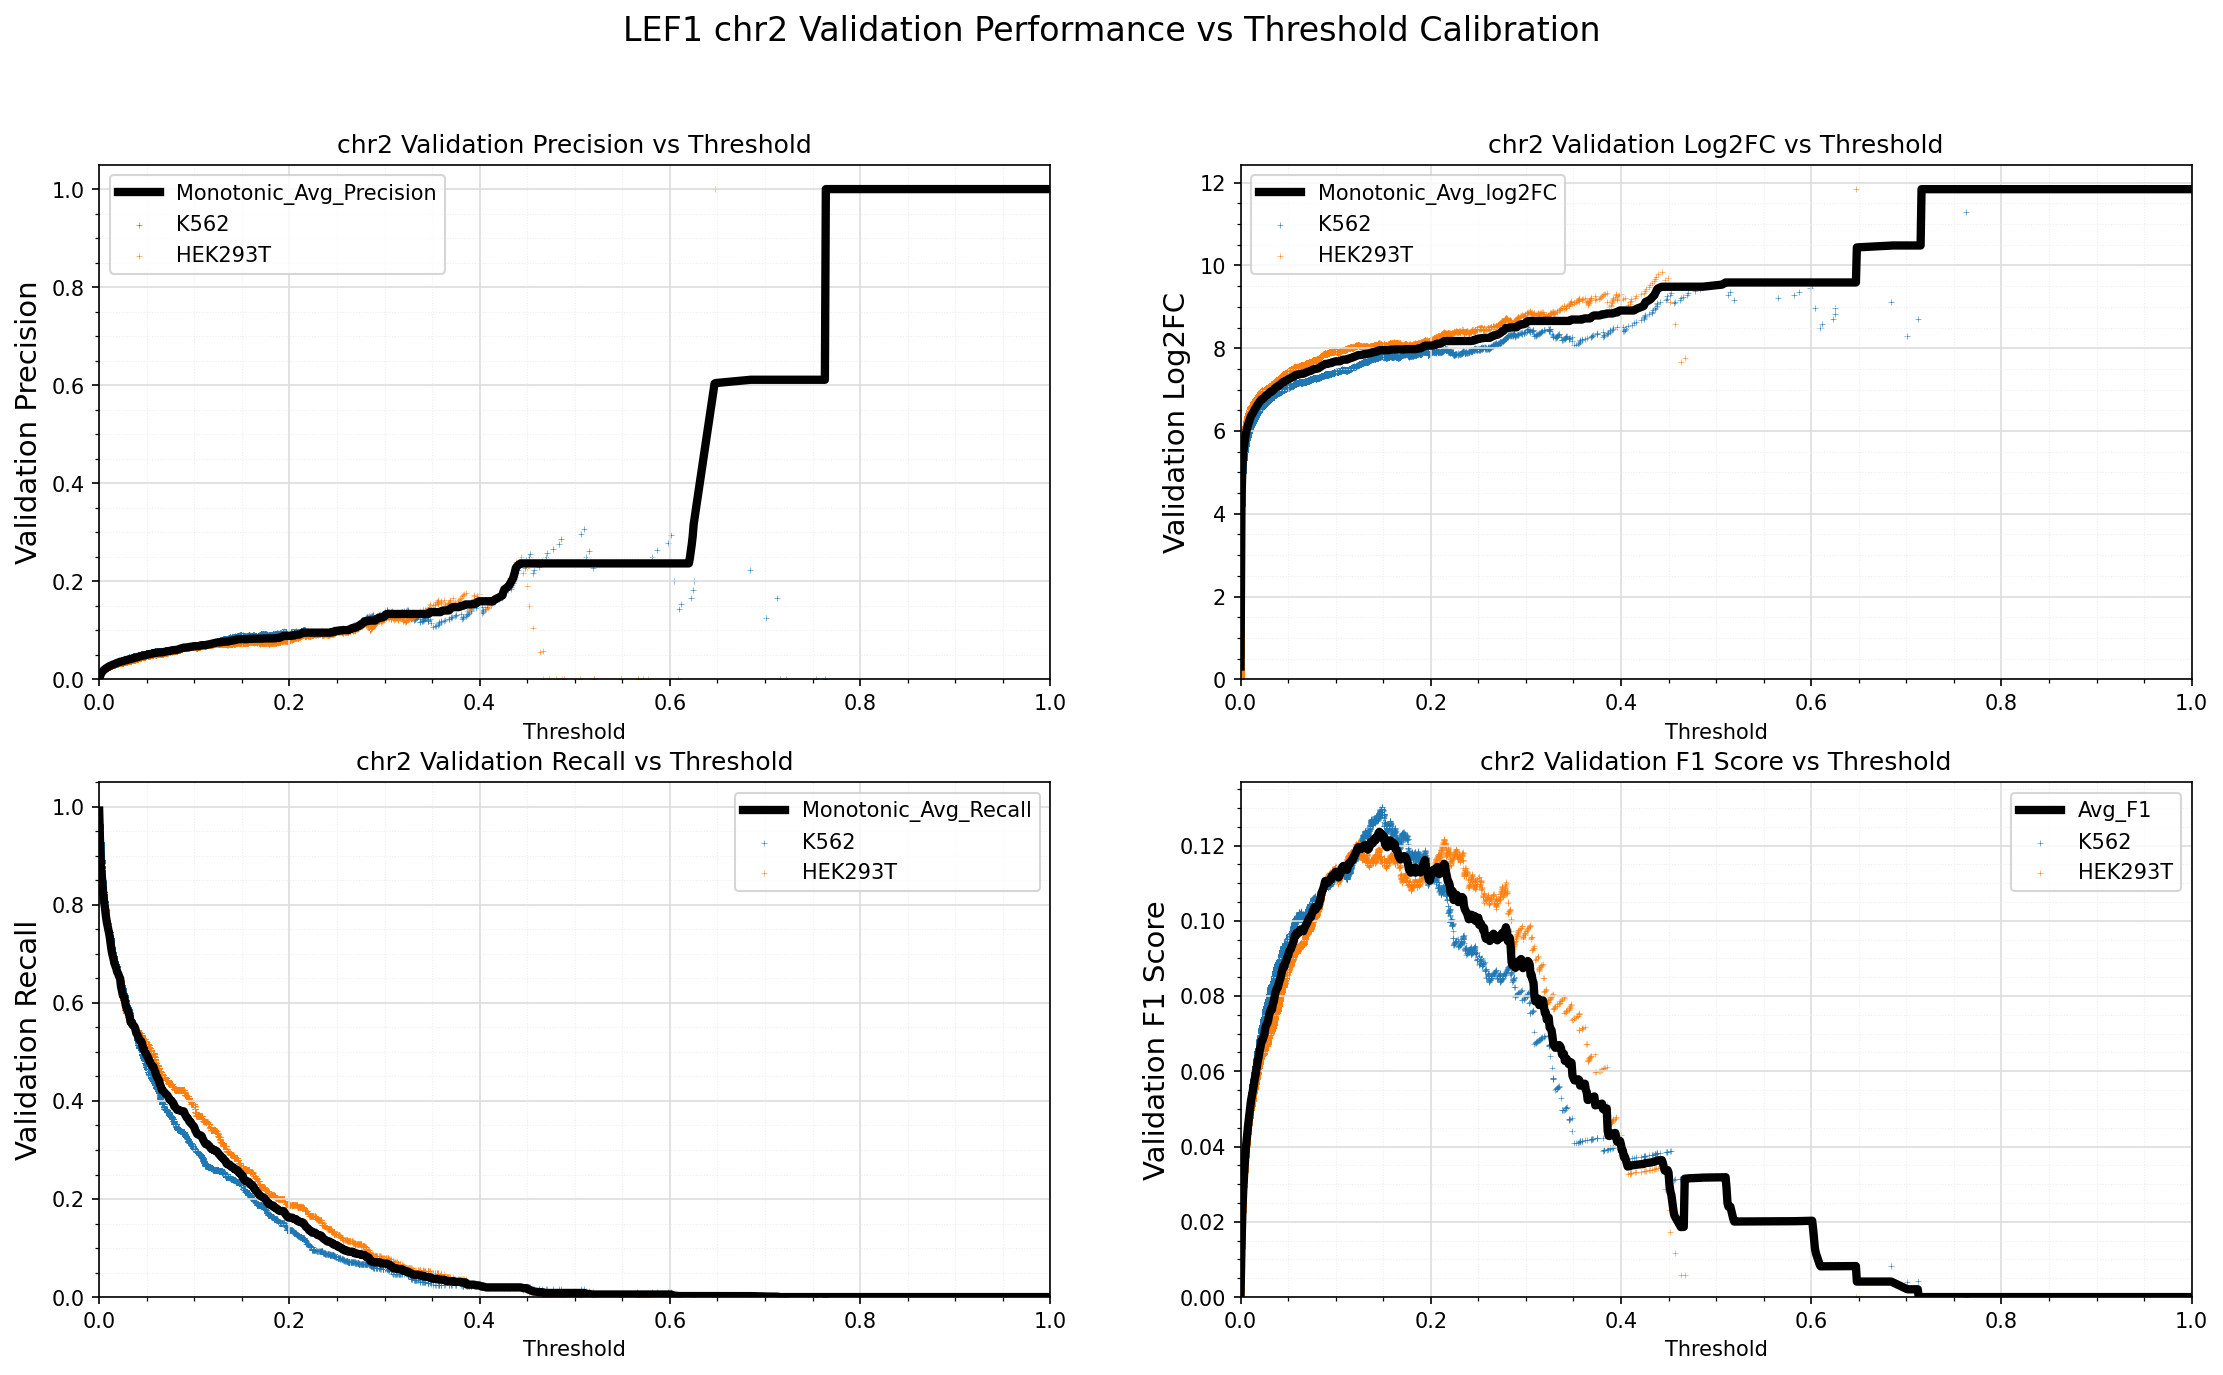 LEF1 chr2 Validation Performance vs Threshold Calibration
chr2 Validation Precision vs Threshold
Validation Precision
1.0
0.8
0.6
0.4
0.2
0.0
Monotonic_Avg_Precision
K562
HEK293T
0.0 0.2 0.4 0.6 0.8 1.0
Threshold
chr2 Validation Log2FC vs Threshold
Validation Log2FC
12
10
8
6
4
2
0
Monotonic_Avg_log2FC
K562
HEK293T
0.0 0.2 0.4 0.6 0.8 1.0
Threshold
chr2 Validation Recall vs Threshold
Validation Recall
1.0
0.8
0.6
0.4
0.2
0.0
Monotonic_Avg_Recall
K562
HEK293T
0.0 0.2 0.4 0.6 0.8 1.0
Threshold
chr2 Validation F1 Score vs Threshold
Validation F1 Score
0.12
0.10
0.08
0.06
0.04
0.02
0.00
Avg_F1
K562
HEK293T
0.0 0.2 0.4 0.6 0.8 1.0
Threshold